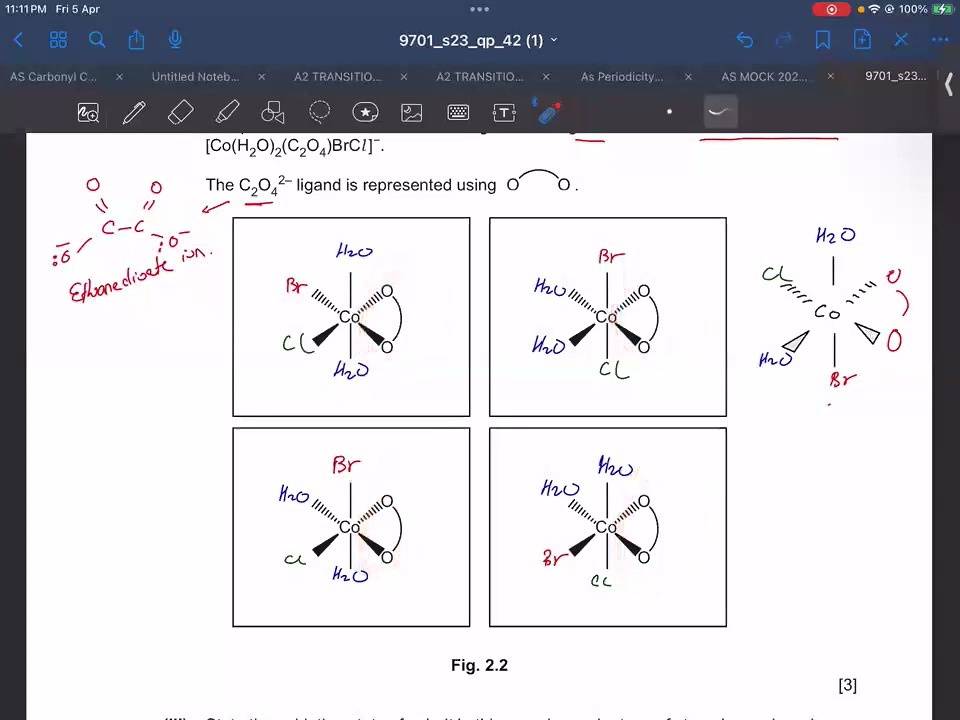 11:11 PM Fri 5 Apr
100%
9701_s23_qp_42 (1)
AS Carbonyl C...
Untitled Noteb...
A2 TRANSITIO...
A2 TRANSITIO...
As Periodicity...
AS MOCK 202...
9701_s23...
[Co(H₂O)₂(C₂O₄)BrCl]⁻.
The C₂O₄²⁻ ligand is represented using O O .
O O
C–C
:O⁻ :O⁻
Ethanedioate ion.
H₂O
Br O
Co
Cl O
H₂O
Br
H₂O O
Co
H₂O O
Cl
H₂O
Cl O
Co
H₂O O
Br
Br
H₂O O
Co
Cl O
H₂O
H₂O
H₂O O
Co
Br O
Cl
Fig. 2.2
[3]